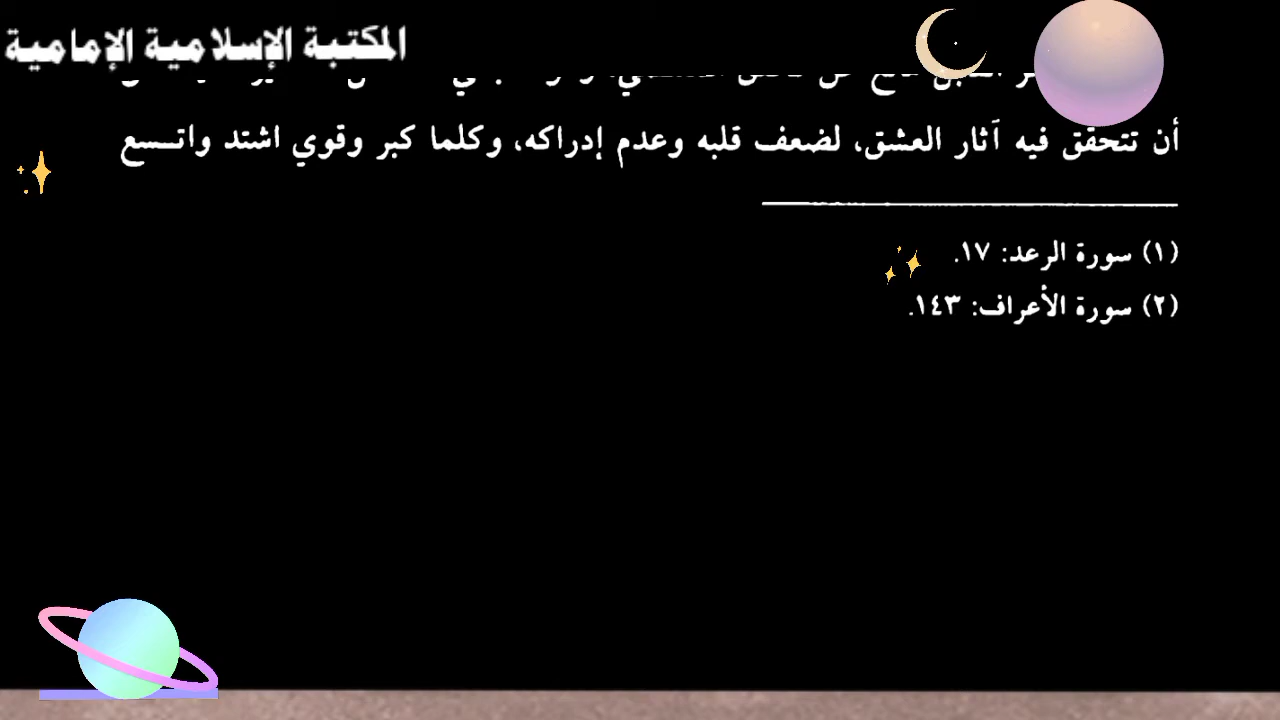 المكتبة الإسلامية الإمامية
أن تتحقق فيه آثار العشق، لضعف قلبه وعدم إدراكه، وكلما كبر وقوي اشتد واتسع
(١) سورة الرعد: ١٧.
(٢) سورة الأعراف: ١٤٣.